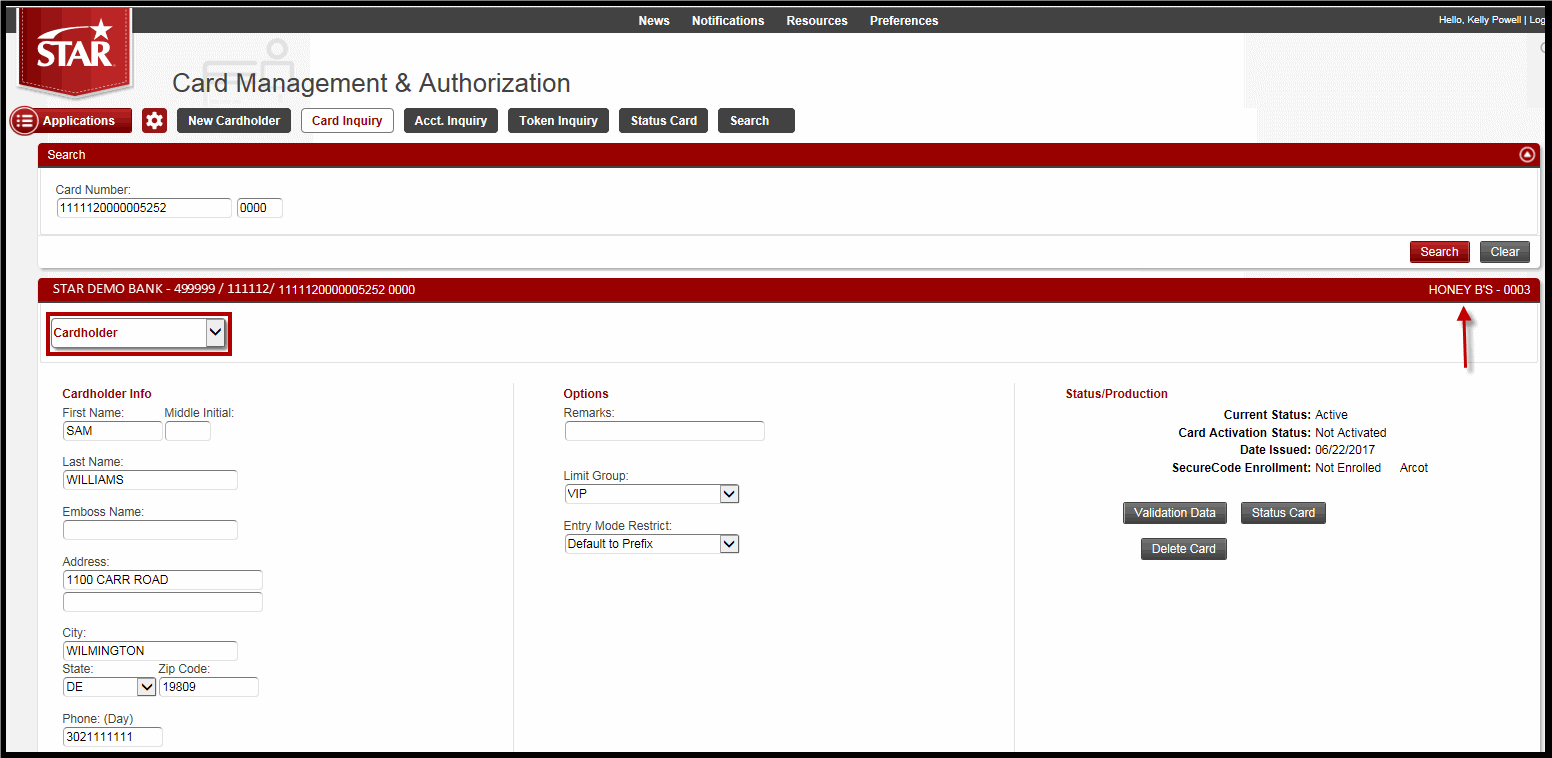 News Notifications Resources Preferences Hello, Kelly Powell | Log
STAR
Card Management & Authorization
Applications New Cardholder Card Inquiry Acct. Inquiry Token Inquiry Status Card Search
Search
Card Number:
1111120000005252 0000
Search Clear
STAR DEMO BANK - 499999 / 111112/ 1111120000005252 0000 HONEY B'S - 0003
Cardholder
Cardholder Info Options Status/Production
First Name: Middle Initial: Remarks: Current Status: Active
SAM Card Activation Status: Not Activated
Date Issued: 06/22/2017
Last Name: SecureCode Enrollment: Not Enrolled Arcot
WILLIAMS Limit Group:
VIP
Emboss Name: Validation Data Status Card
Entry Mode Restrict:
Default to Prefix Delete Card
Address:
1100 CARR ROAD
City:
WILMINGTON
State: Zip Code:
DE 19809
Phone: (Day)
3021111111